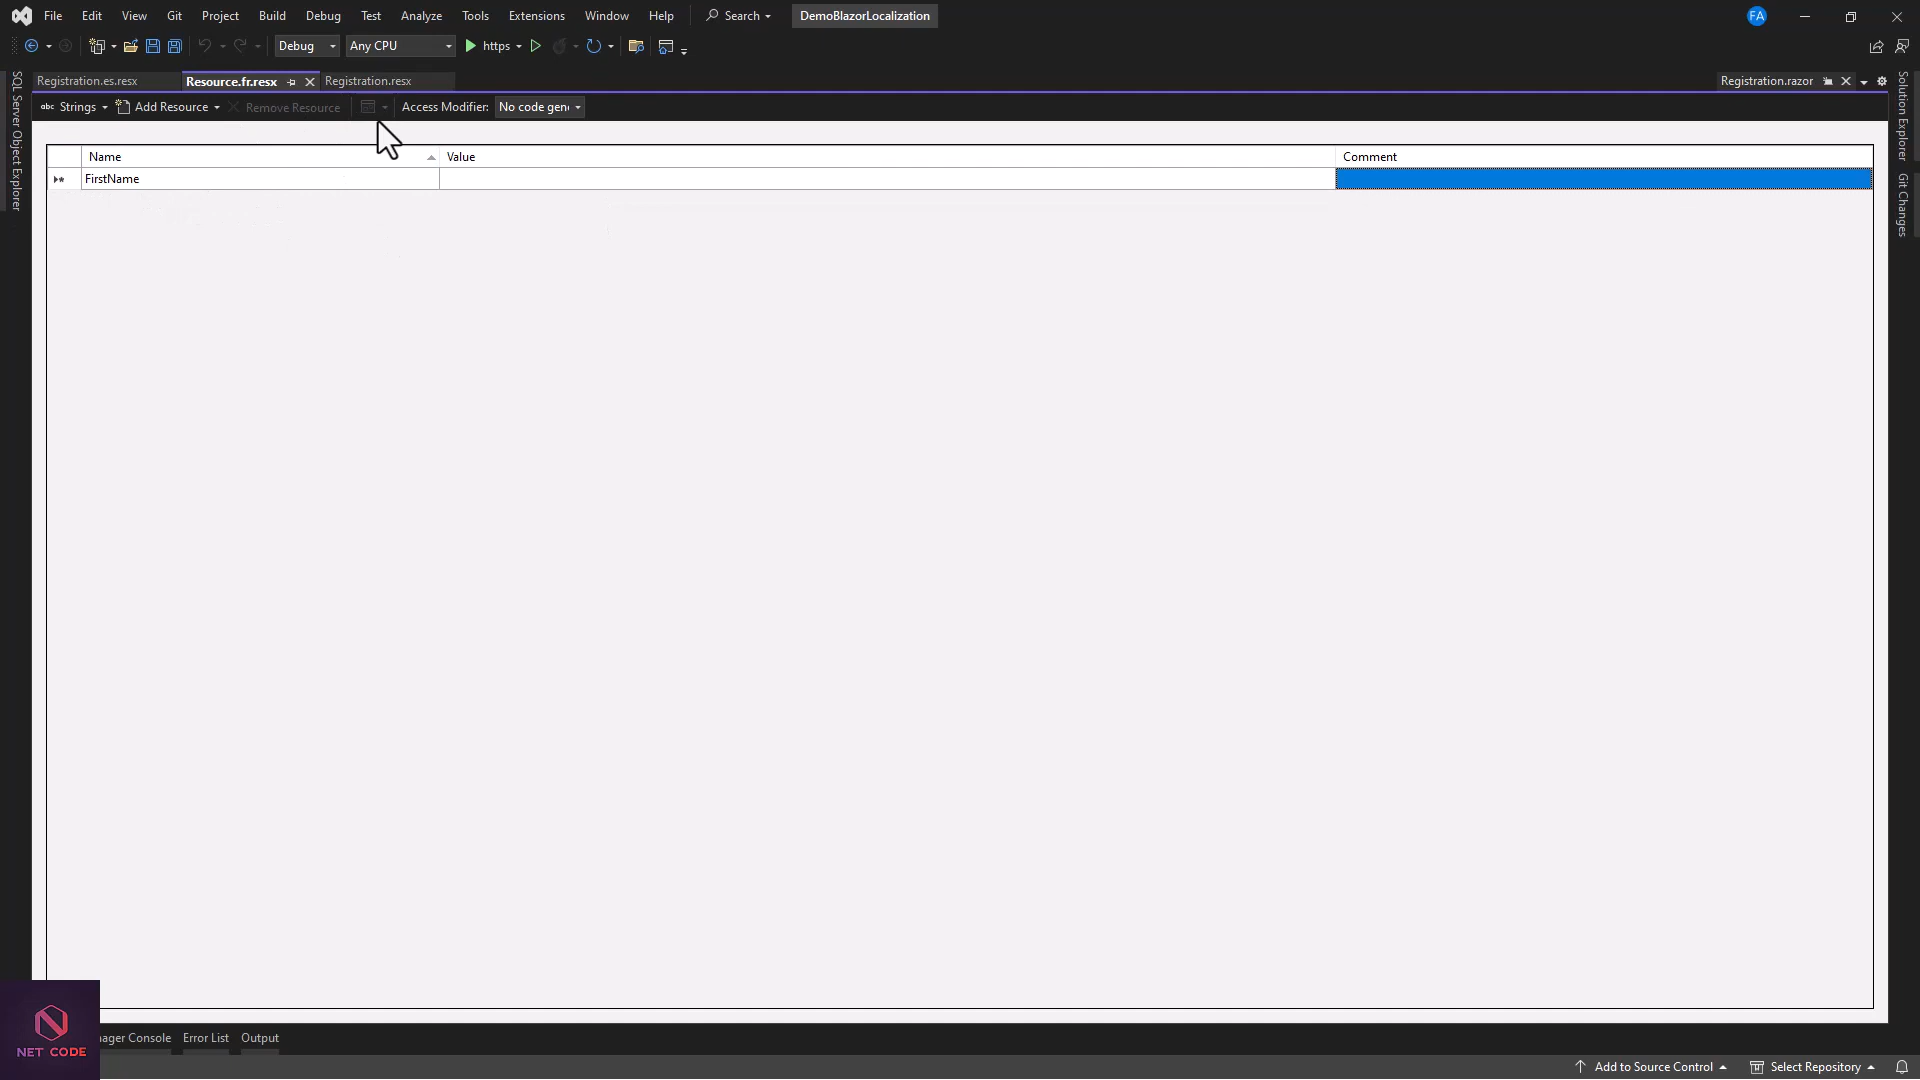 File Edit View Git Project Build Debug Test Analyze Tools Extensions Window Help Search DemoBlazorLocalization FA
Debug Any CPU https
Registration.es.resx Resource.fr.resx Registration.resx Registration.razor
abc Strings Add Resource Remove Resource Access Modifier: No code gen
Name Value Comment
FirstName
SQL Server Object Explorer
Solution Explorer
Git Changes
NET CODE
ager Console Error List Output
Add to Source Control Select Repository